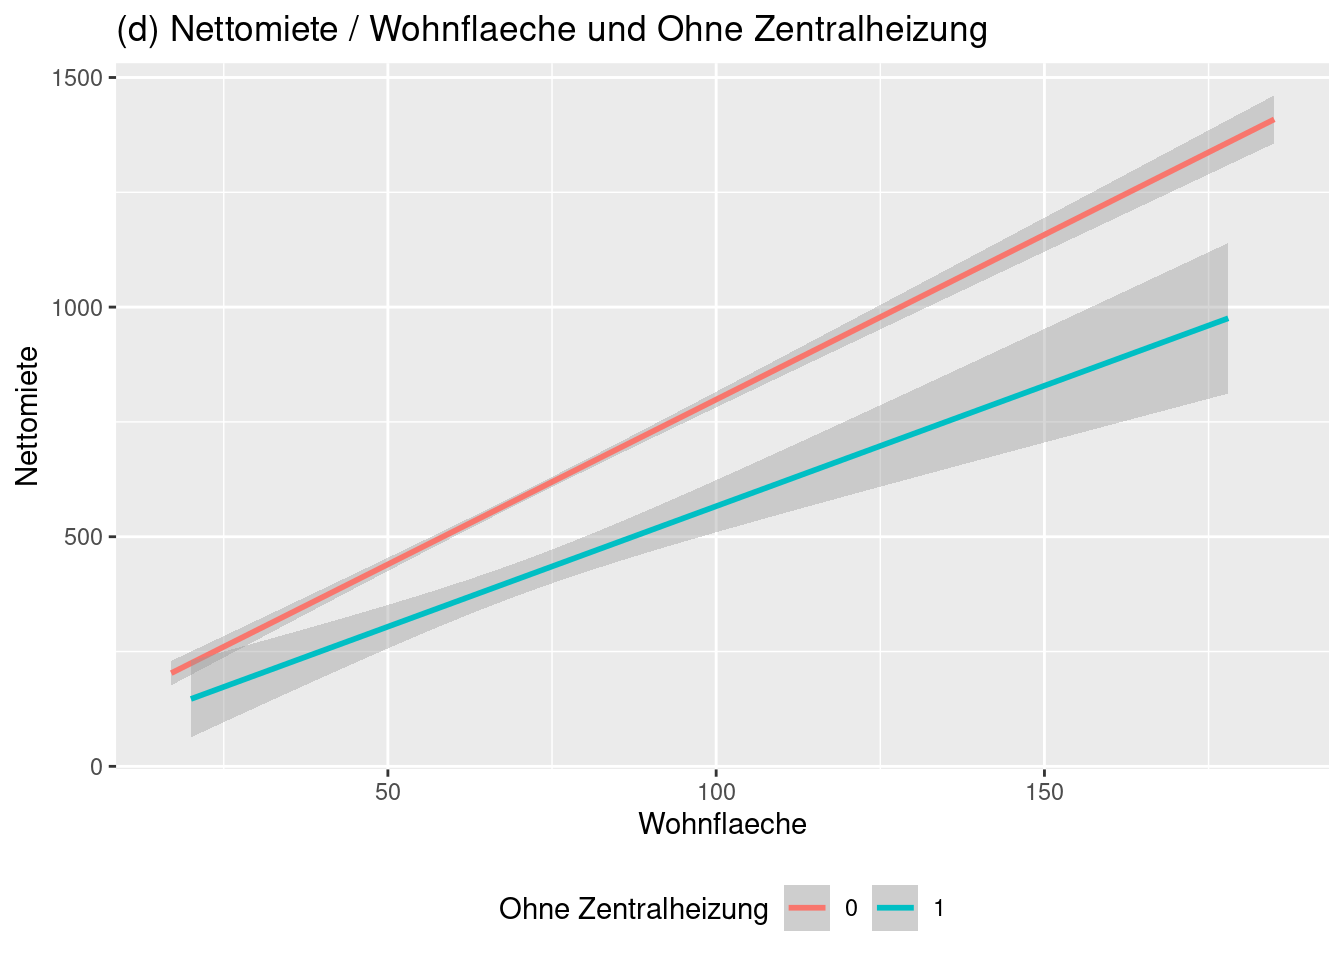 (d) Nettomiete / Wohnflaeche und Ohne Zentralheizung
1500
1000
500
0
Nettomiete
50 100 150
Wohnflaeche
Ohne Zentralheizung 0 1